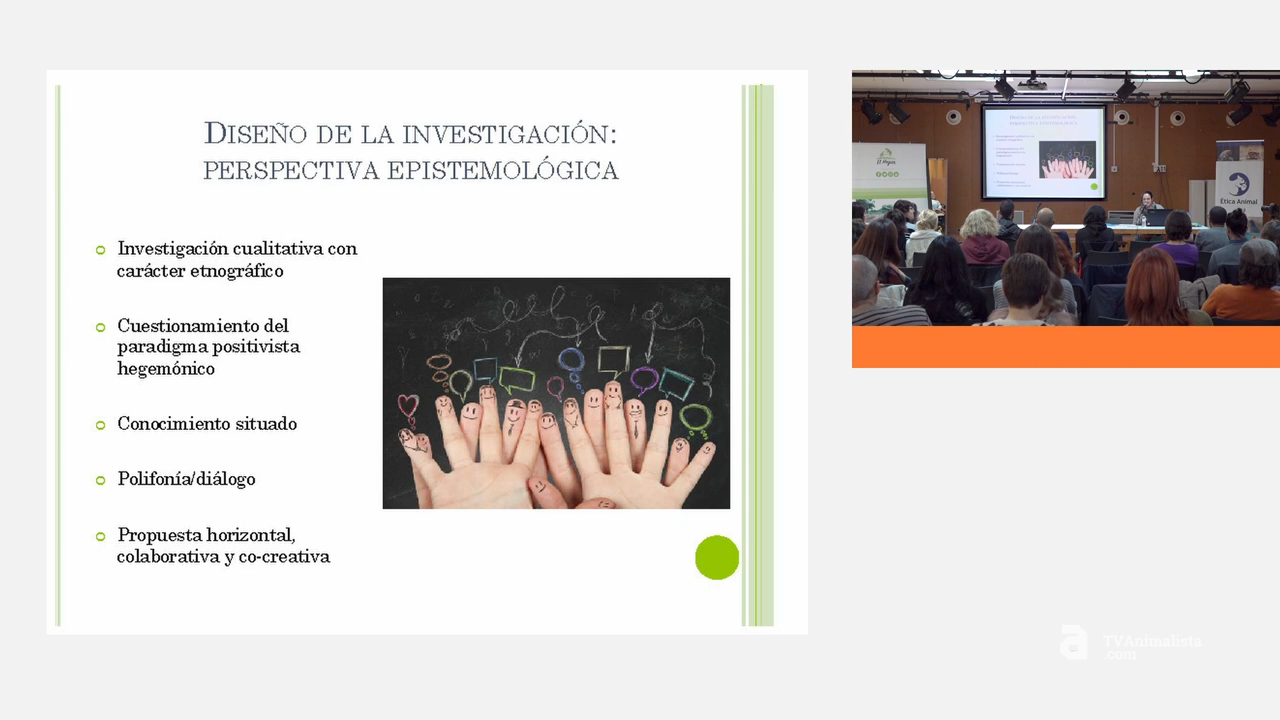 DISEÑO DE LA INVESTIGACIÓN:
PERSPECTIVA EPISTEMOLÓGICA
Investigación cualitativa con
carácter etnográfico
Cuestionamiento del
paradigma positivista
hegemónico
Conocimiento situado
Polifonía/diálogo
Propuesta horizontal,
colaborativa y co-creativa
Ética Animal
TVAnimalista
.com